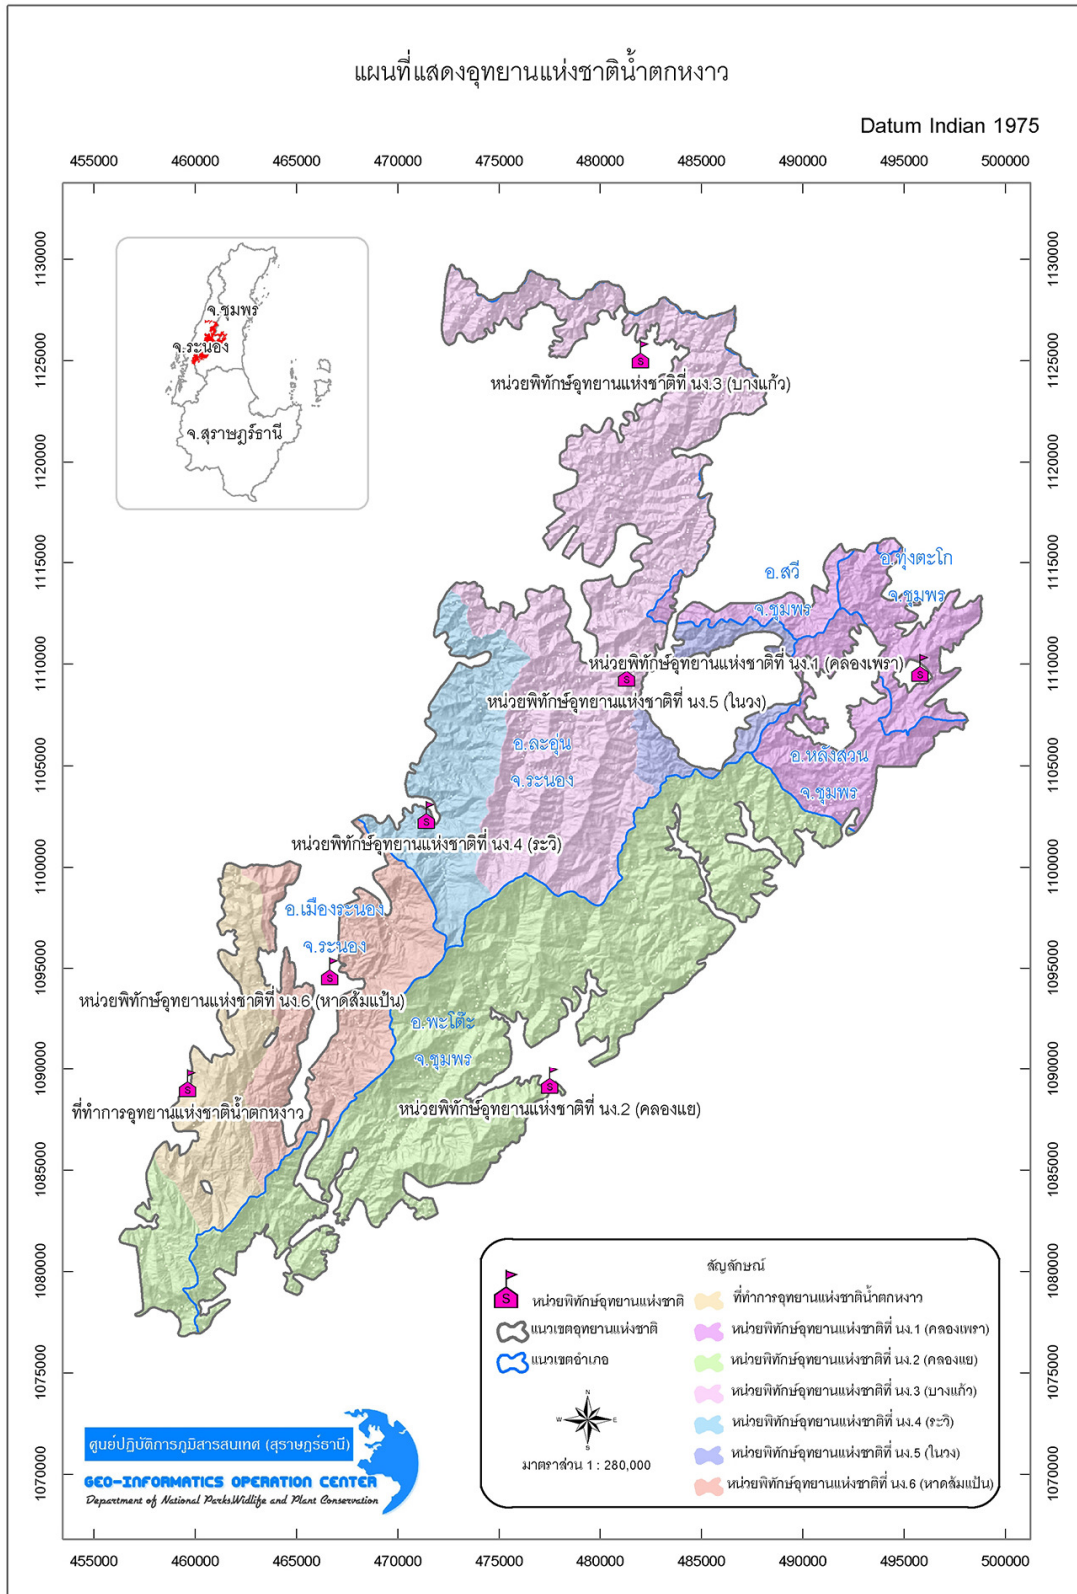 แผนที่แสดงอุทยานแห่งชาติน้ำตกหงาว
Datum Indian 1975
455000 460000 465000 470000 475000 480000 485000 490000 495000 500000
1130000 1130000
1125000 1125000
1120000 1120000
1115000 1115000
1110000 1110000
1105000 1105000
1100000 1100000
1095000 1095000
1090000 1090000
1085000 1085000
1080000 1080000
1075000 1075000
1070000 1070000
จ.ชุมพร
จ.ระนอง
จ.สุราษฎร์ธานี
หน่วยพิทักษ์อุทยานแห่งชาติที่ นง.3 (บางแก้ว)
อ.ทุ่งตะโก
จ.ชุมพร
อ.สวี
จ.ชุมพร
หน่วยพิทักษ์อุทยานแห่งชาติที่ นง.1 (คลองเพรา)
หน่วยพิทักษ์อุทยานแห่งชาติที่ นง.5 (ในวง)
อ.ละอุ่น
จ.ระนอง
อ.หลังสวน
จ.ชุมพร
หน่วยพิทักษ์อุทยานแห่งชาติที่ นง.4 (ระวิ)
อ.เมืองระนอง
จ.ระนอง
หน่วยพิทักษ์อุทยานแห่งชาติที่ นง.6 (หาดส้มแป้น)
อ.พะโต๊ะ
จ.ชุมพร
ที่ทำการอุทยานแห่งชาติน้ำตกหงาว
หน่วยพิทักษ์อุทยานแห่งชาติที่ นง.2 (คลองแย)
สัญลักษณ์
S หน่วยพิทักษ์อุทยานแห่งชาติ
แนวเขตอุทยานแห่งชาติ
แนวเขตอำเภอ
ที่ทำการอุทยานแห่งชาติน้ำตกหงาว
หน่วยพิทักษ์อุทยานแห่งชาติที่ นง.1 (คลองเพรา)
หน่วยพิทักษ์อุทยานแห่งชาติที่ นง.2 (คลองแย)
หน่วยพิทักษ์อุทยานแห่งชาติที่ นง.3 (บางแก้ว)
หน่วยพิทักษ์อุทยานแห่งชาติที่ นง.4 (ระวิ)
หน่วยพิทักษ์อุทยานแห่งชาติที่ นง.5 (ในวง)
หน่วยพิทักษ์อุทยานแห่งชาติที่ นง.6 (หาดส้มแป้น)
N
W E
S
มาตราส่วน 1 : 280,000
ศูนย์ปฏิบัติการภูมิสารสนเทศ (สุราษฎร์ธานี)
GEO-INFORMATICS OPERATION CENTER
Department of National Parks,Wildlife and Plant Conservation
455000 460000 465000 470000 475000 480000 485000 490000 495000 500000